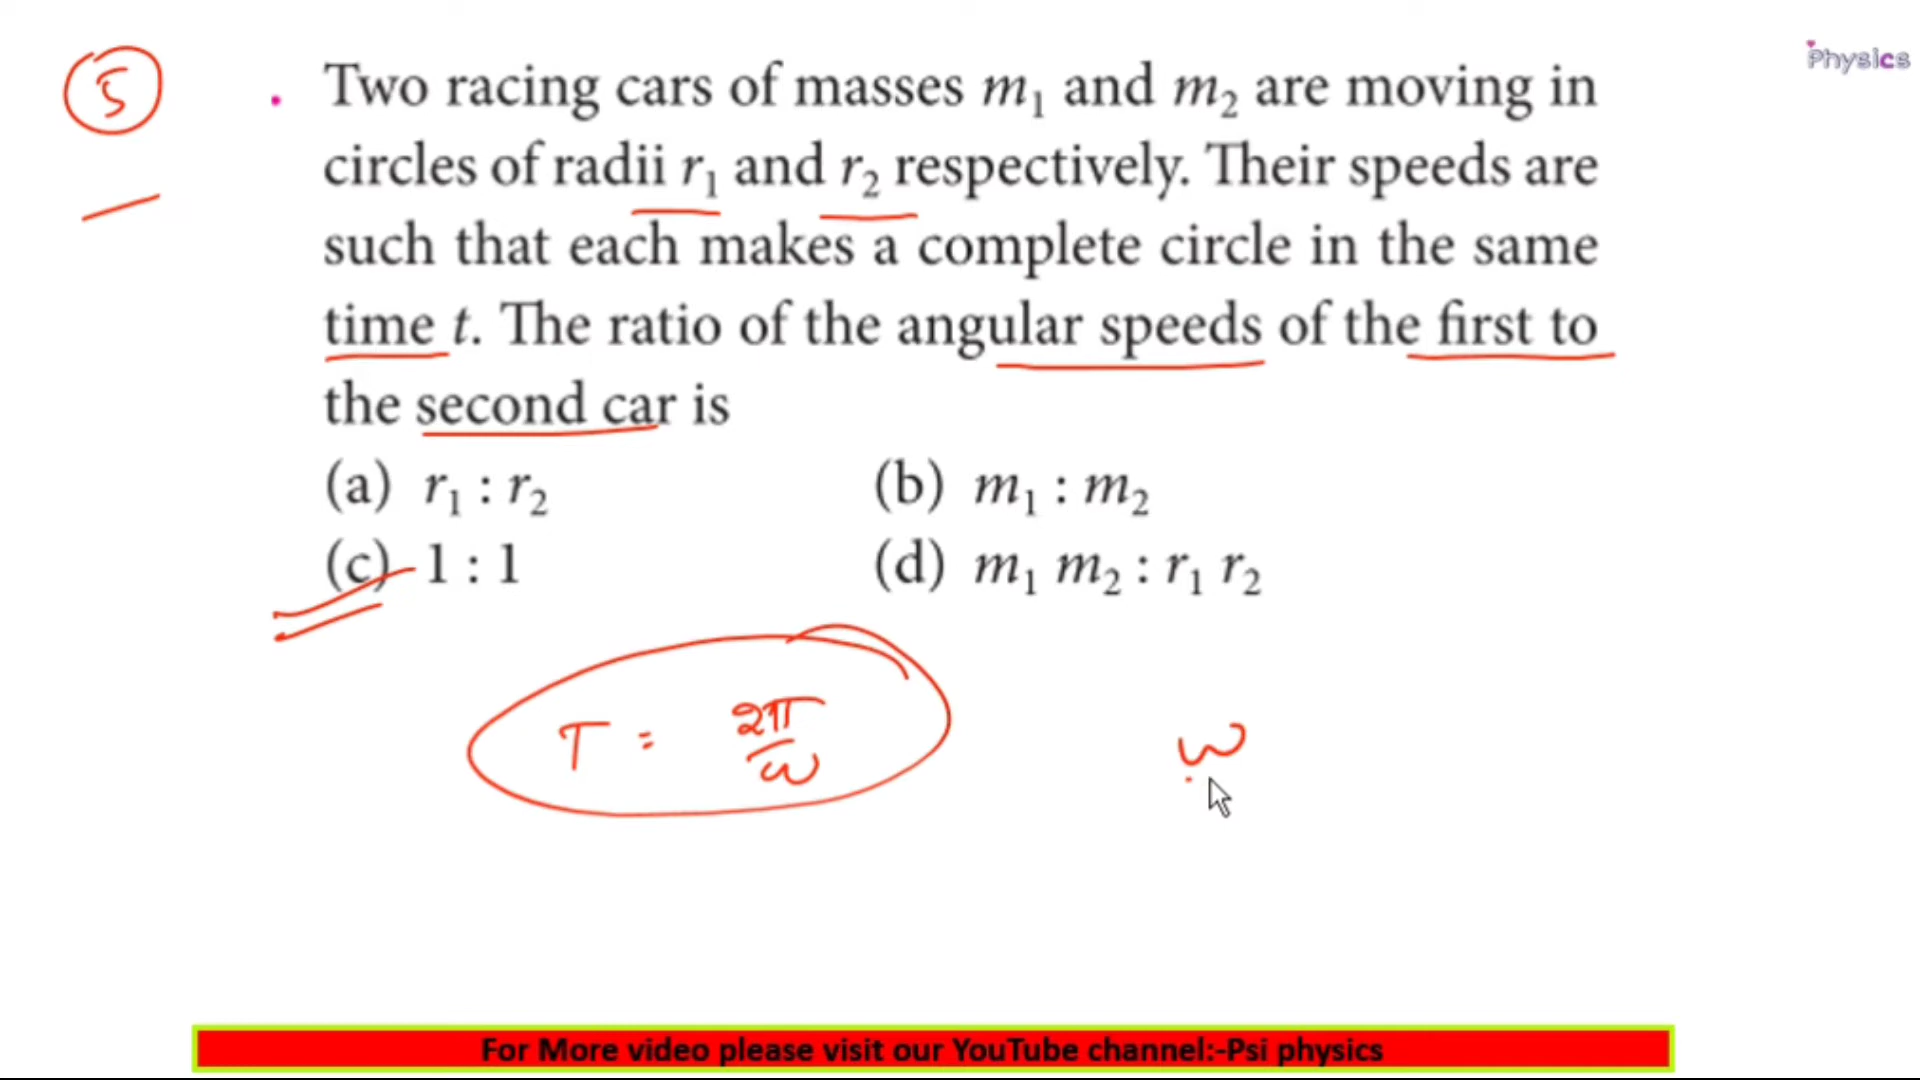 Physics
5
. Two racing cars of masses m₁ and m₂ are moving in
circles of radii r₁ and r₂ respectively. Their speeds are
such that each makes a complete circle in the same
time t. The ratio of the angular speeds of the first to
the second car is
(a) r₁ : r₂ (b) m₁ : m₂
(c) 1 : 1 (d) m₁ m₂ : r₁ r₂
T = 2π/ω ω
For More video please visit our YouTube channel:-Psi physics